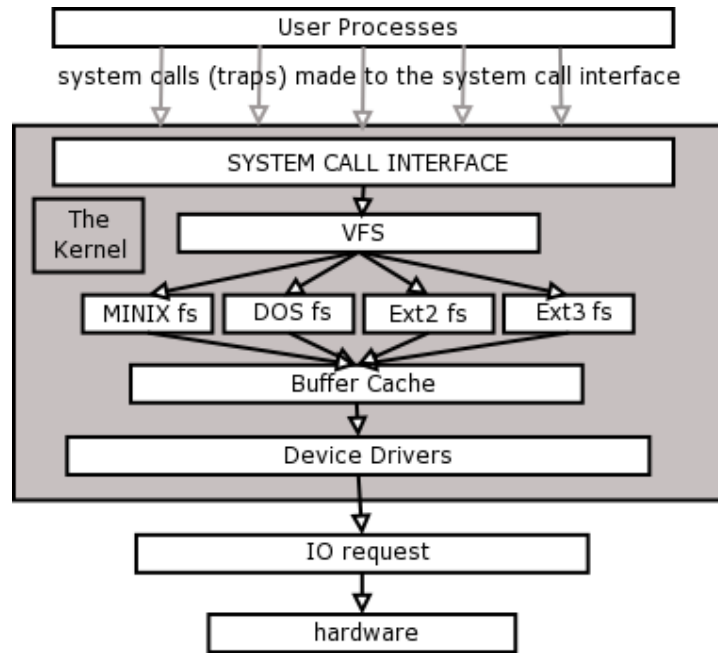 User Processes
system calls (traps) made to the system call interface
SYSTEM CALL INTERFACE
The
Kernel
VFS
MINIX fs
DOS fs
Ext2 fs
Ext3 fs
Buffer Cache
Device Drivers
IO request
hardware